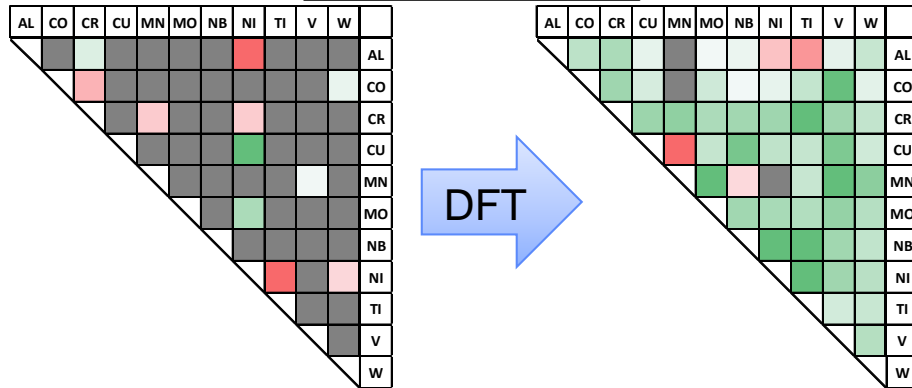 AL CO CR CU MN MO NB NI TI V W
AL
CO
CR
CU
MN
MO
NB
NI
TI
V
W
DFT
AL CO CR CU MN MO NB NI TI V W
AL
CO
CR
CU
MN
MO
NB
NI
TI
V
W